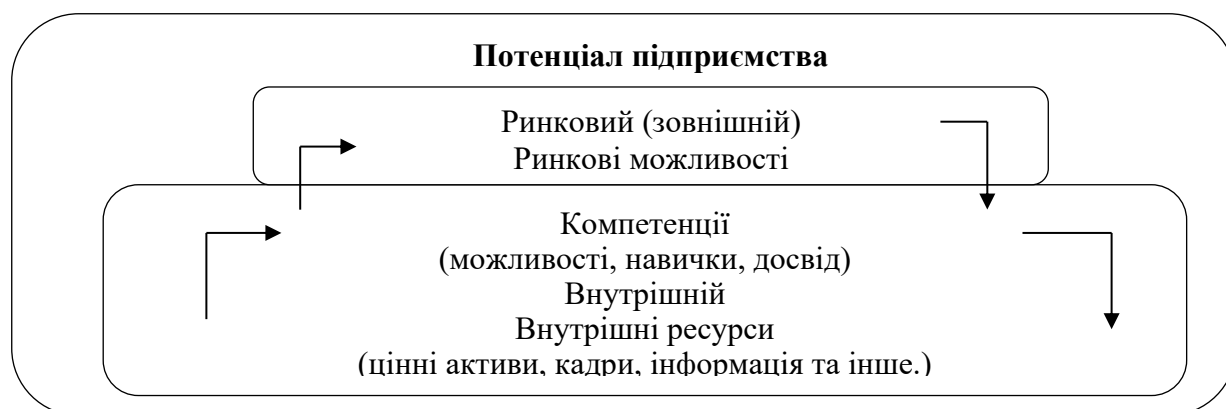 Потенціал підприємства
Ринковий (зовнішній)
Ринкові можливості
Компетенції
(можливості, навички, досвід)
Внутрішній
Внутрішні ресурси
(цінні активи, кадри, інформація та інше.)